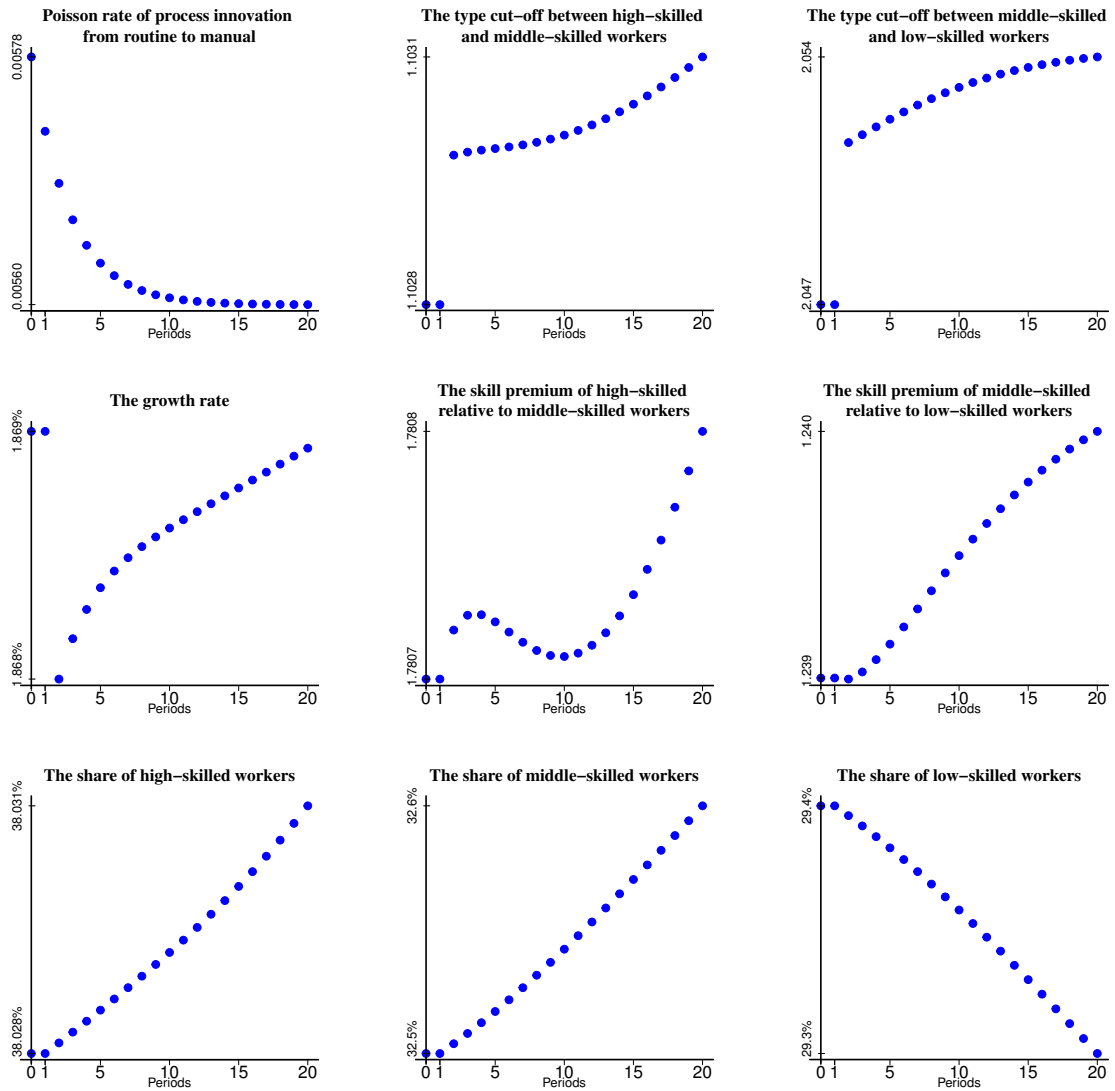 Poisson rate of process innovation
from routine to manual
0.00578
0.00560
0 1 5 10 15 20
Periods
The type cut−off between high−skilled
and middle−skilled workers
1.1031
1.1028
0 1 5 10 15 20
Periods
The type cut−off between middle−skilled
and low−skilled workers
2.054
2.047
0 1 5 10 15 20
Periods
The growth rate
1.869%
1.868%
0 1 5 10 15 20
Periods
The skill premium of high−skilled
relative to middle−skilled workers
1.7808
1.7807
0 1 5 10 15 20
Periods
The skill premium of middle−skilled
relative to low−skilled workers
1.240
1.239
0 1 5 10 15 20
Periods
The share of high−skilled workers
38.031%
38.028%
0 1 5 10 15 20
Periods
The share of middle−skilled workers
32.6%
32.5%
0 1 5 10 15 20
Periods
The share of low−skilled workers
29.4%
29.3%
0 1 5 10 15 20
Periods